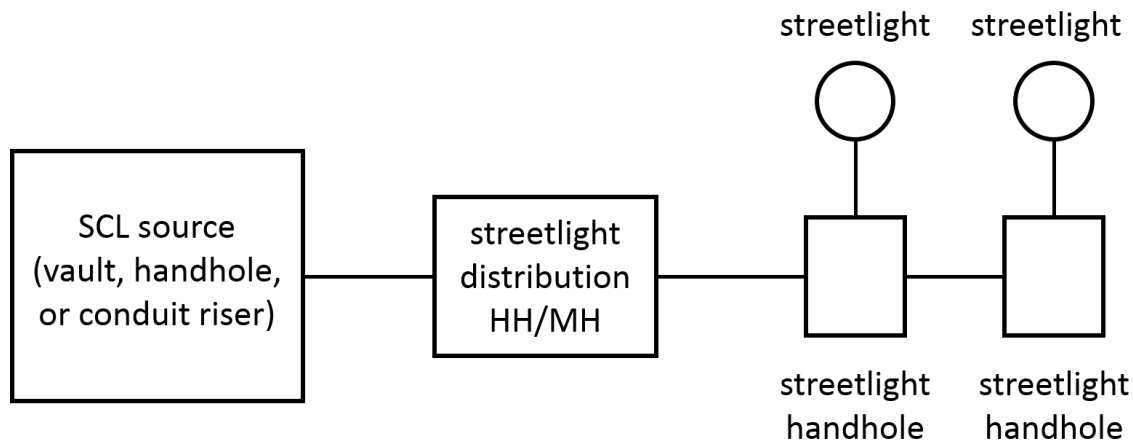 streetlight
streetlight
SCL source
(vault, handhole,
or conduit riser)
streetlight
distribution
HH/MH
streetlight
handhole
streetlight
handhole